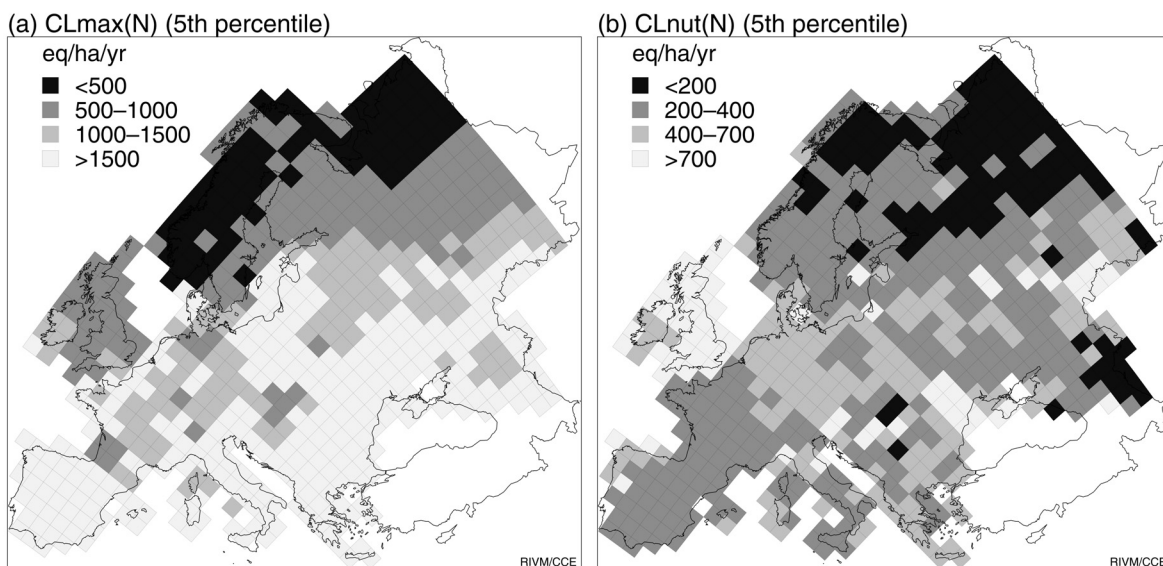 (a) CLmax(N) (5th percentile)
eq/ha/yr
<500
500–1000
1000–1500
>1500
RIVM/CCE
(b) CLnut(N) (5th percentile)
eq/ha/yr
<200
200–400
400–700
>700
RIVM/CCE